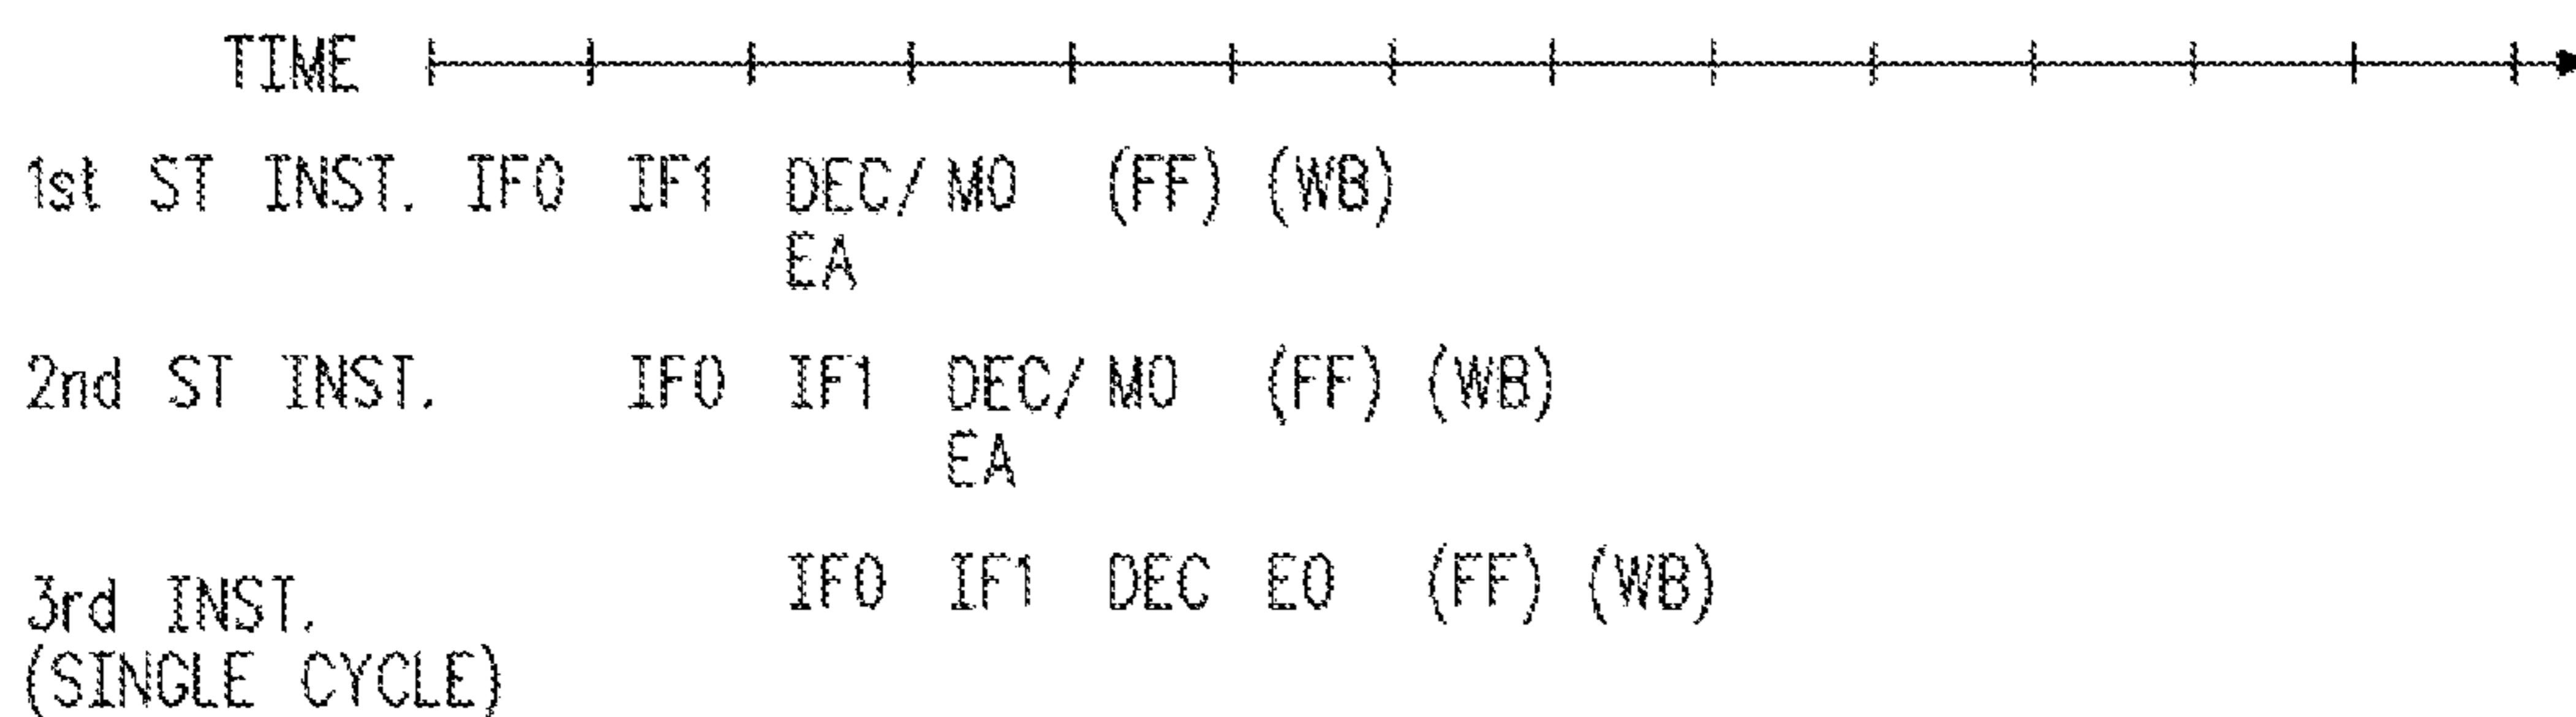 TIME
1st ST INST. IF0 IF1 DEC/ M0 (FF) (WB)
EA
2nd ST INST. IF0 IF1 DEC/ M0 (FF) (WB)
EA
3rd INST. IF0 IF1 DEC E0 (FF) (WB)
(SINGLE CYCLE)